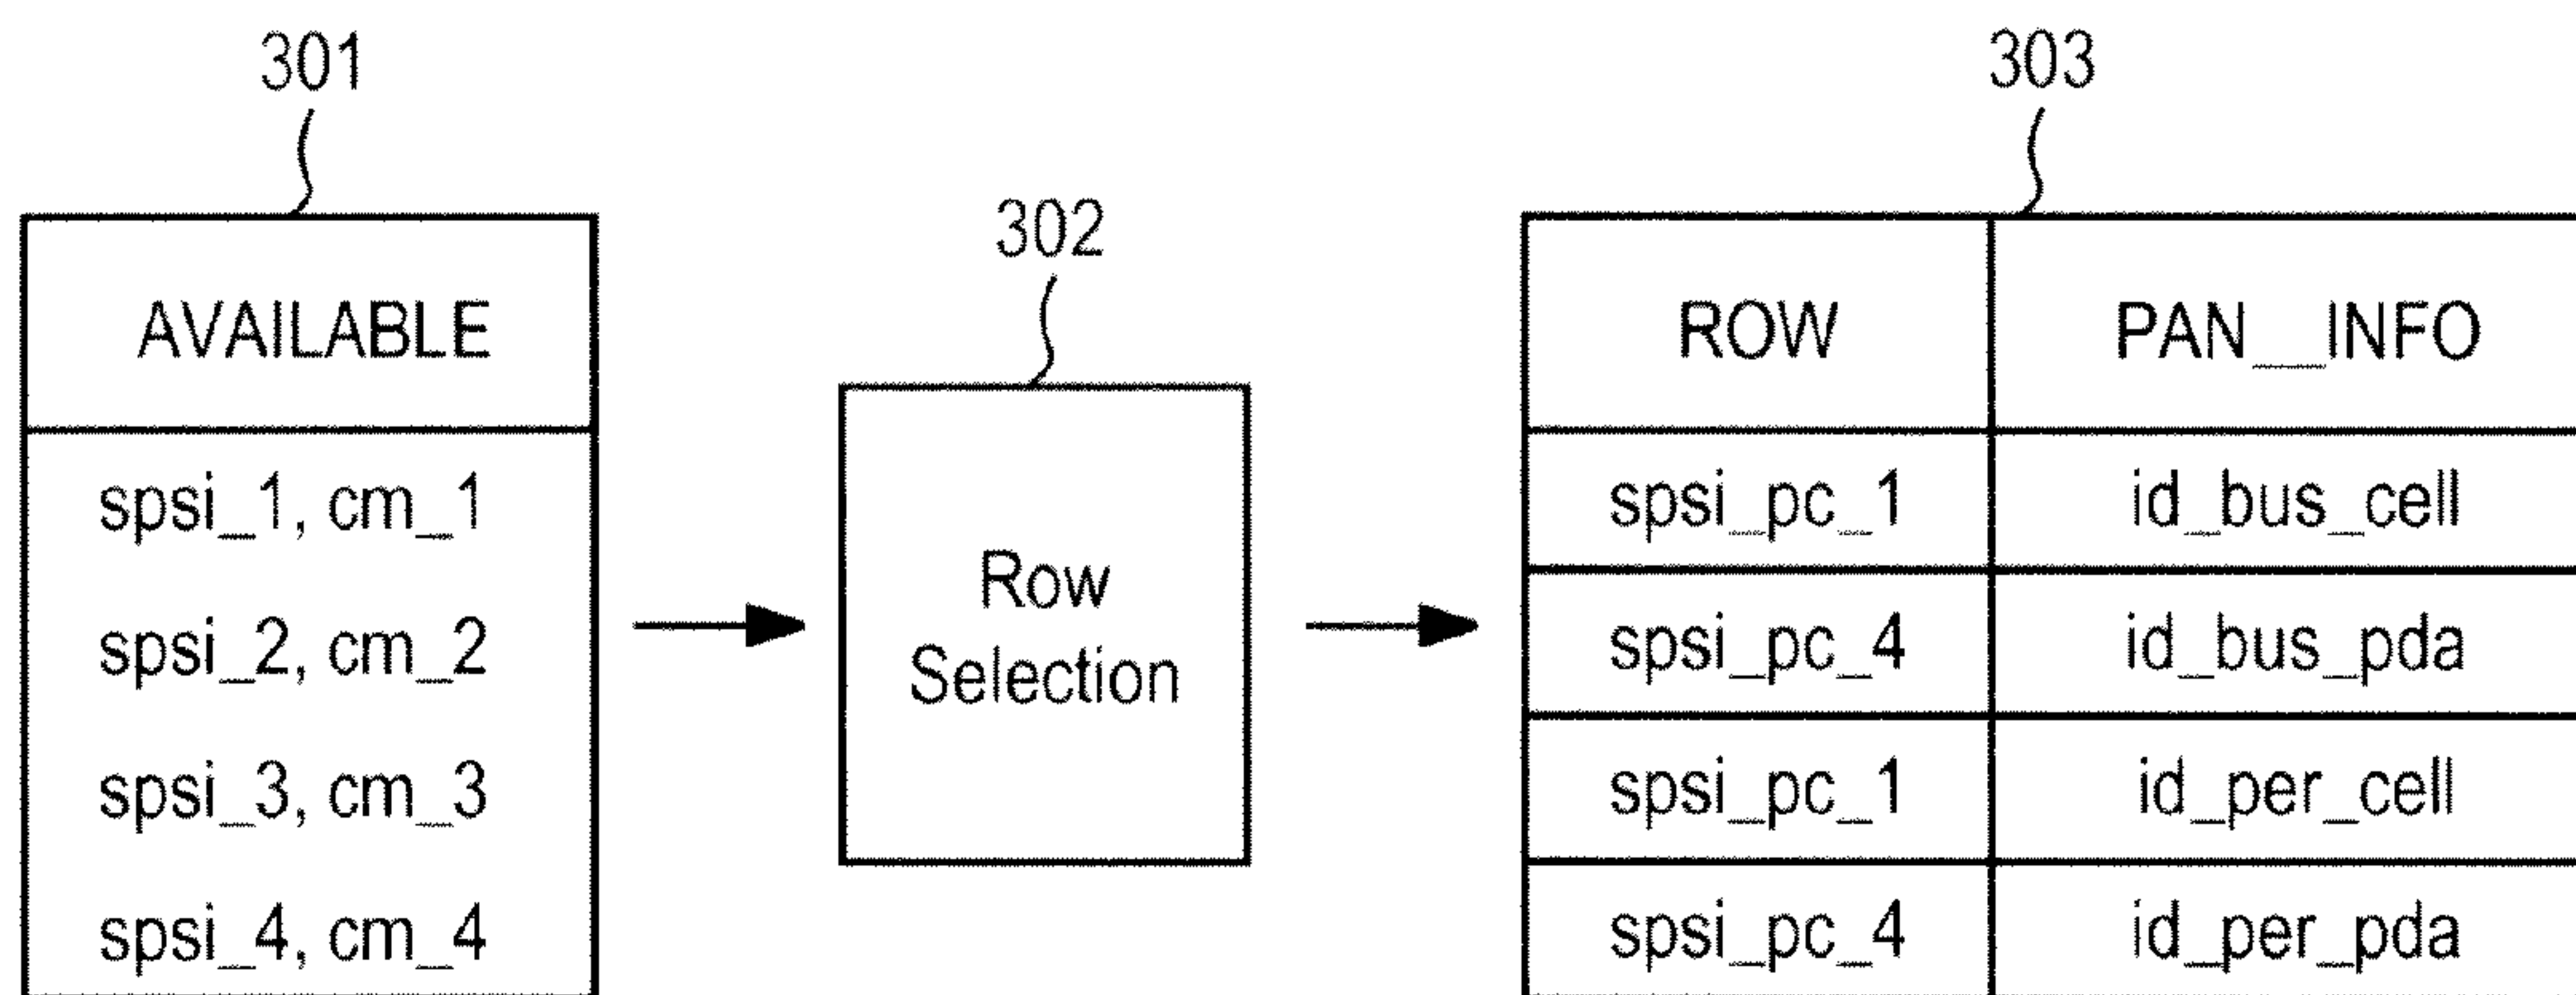 301
AVAILABLE
spsi_1, cm_1
spsi_2, cm_2
spsi_3, cm_3
spsi_4, cm_4
302
Row
Selection
303
ROW PAN__INFO
spsi_pc_1 id_bus_cell
spsi_pc_4 id_bus_pda
spsi_pc_1 id_per_cell
spsi_pc_4 id_per_pda